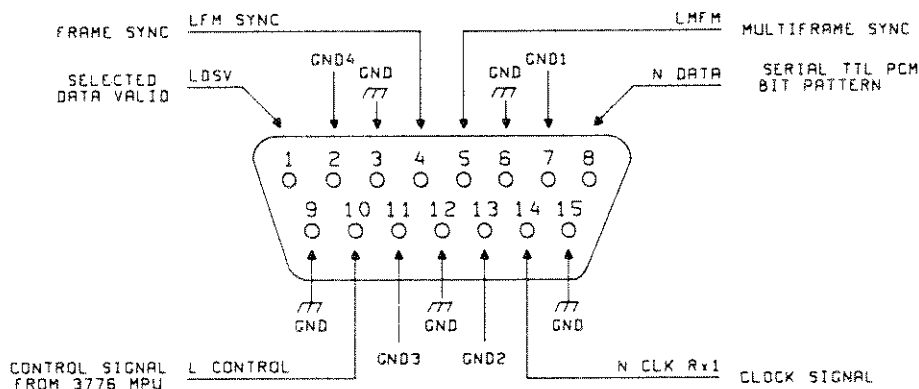 LFM SYNC
FRAME SYNC
LMFM
MULTIFRAME SYNC
GND4
GND
GND
GND1
SELECTED
DATA VALID
LDSV
N DATA
SERIAL TTL PCM
BIT PATTERN
1 2 3 4 5 6 7 8
9 10 11 12 13 14 15
GND
GND
GND
GND3
GND2
CONTROL SIGNAL
FROM 3776 MPU
L CONTROL
N CLK Rx1
CLOCK SIGNAL